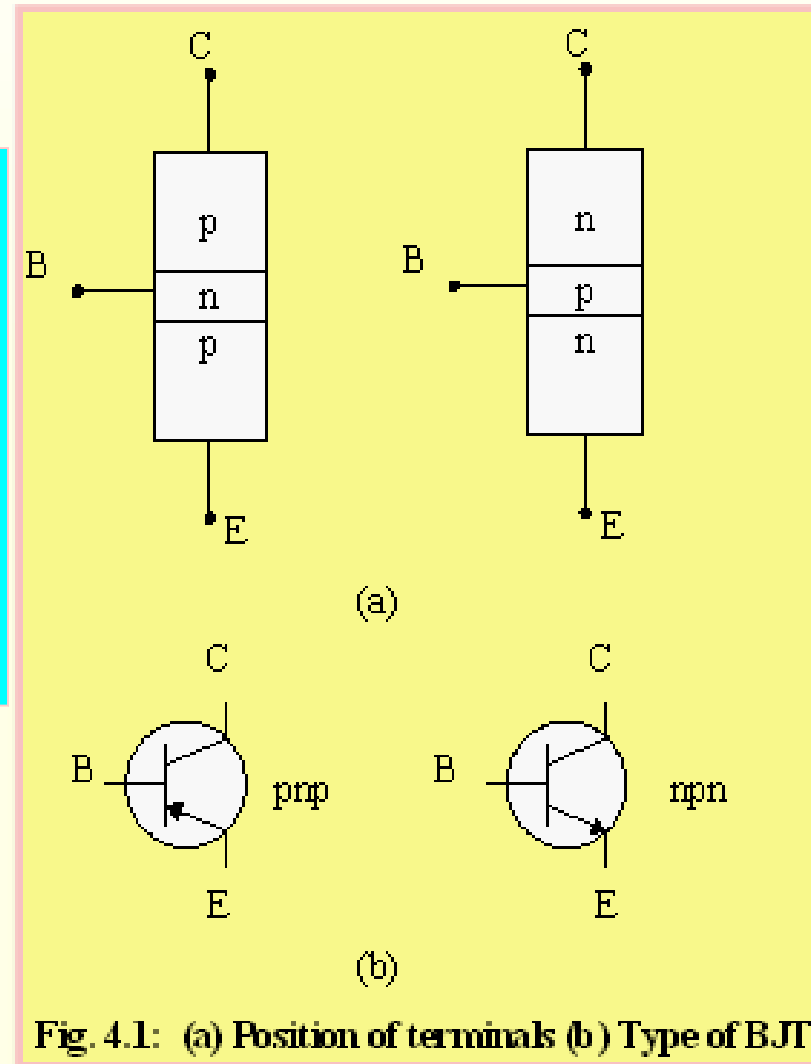 C C
p n
B B
n p
p n
E E
(a)
C C
B pnp B npn
E E
(b)
Fig. 4.1: (a) Position of terminals (b) Type of BJT